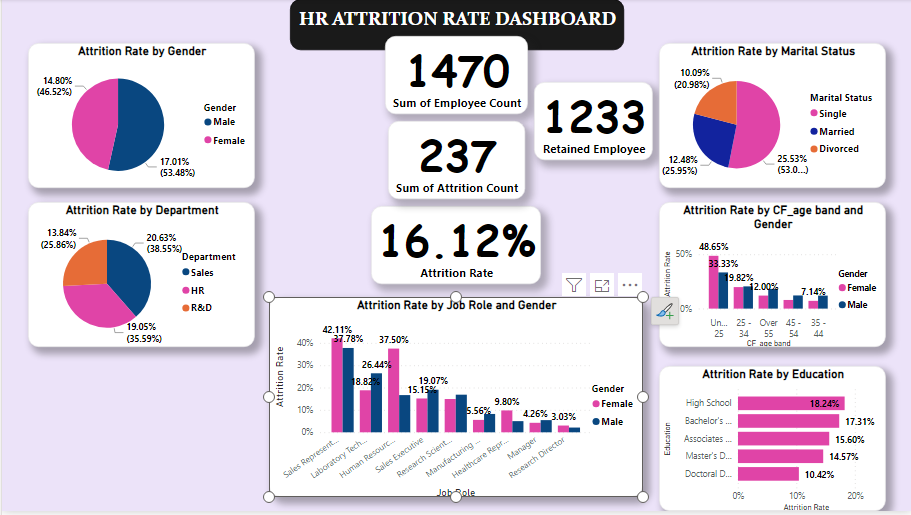 HR ATTRITION RATE DASHBOARD
Attrition Rate by Gender
14.80%
(46.52%)
17.01%
(53.48%)
Gender
Male
Female
1470
Sum of Employee Count
237
Sum of Attrition Count
16.12%
Attrition Rate
1233
Retained Employee
Attrition Rate by Marital Status
10.09%
(20.98%)
12.48%
(25.95%)
25.53%
(53.0...)
Marital Status
Single
Married
Divorced
Attrition Rate by Department
13.84%
(25.86%)
20.63%
(38.55%)
19.05%
(35.59%)
Department
Sales
HR
R&D
Attrition Rate by CF_age band and
Gender
Attrition Rate
50%
0%
48.65%
33.33%
19.82%
12.00%
7.14%
Un...
25
25 -
34
Over
55
45 -
54
35 -
44
CF_age band
Gender
Female
Male
Attrition Rate by Job Role and Gender
Attrition Rate
40%
30%
20%
10%
0%
42.11%
37.78%
18.82%
26.44%
37.50%
15.15%
19.07%
5.56%
9.80%
4.26%
3.03%
Sales Represent...
Laboratory Tech...
Human Resourc...
Sales Executive
Research Scient...
Manufacturing ...
Healthcare Repr...
Manager
Research Director
Job Role
Gender
Female
Male
Attrition Rate by Education
Education
High School
18.24%
Bachelor's ...
17.31%
Associates ...
15.60%
Master's D...
14.57%
Doctoral D...
10.42%
0%
10%
20%
Attrition Rate